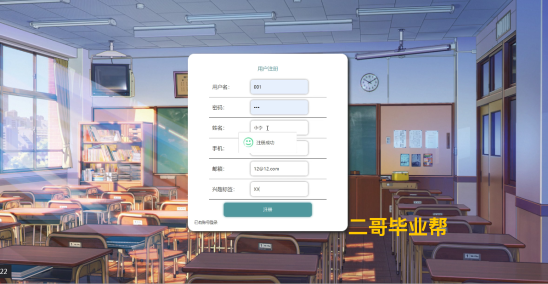 用户注册
用户名: 001
密码: •••
姓名: 小小
注册成功
手机:
邮箱: 12@12.com
兴趣标签: XX
注册
已有账号登录
二哥毕业帮
22